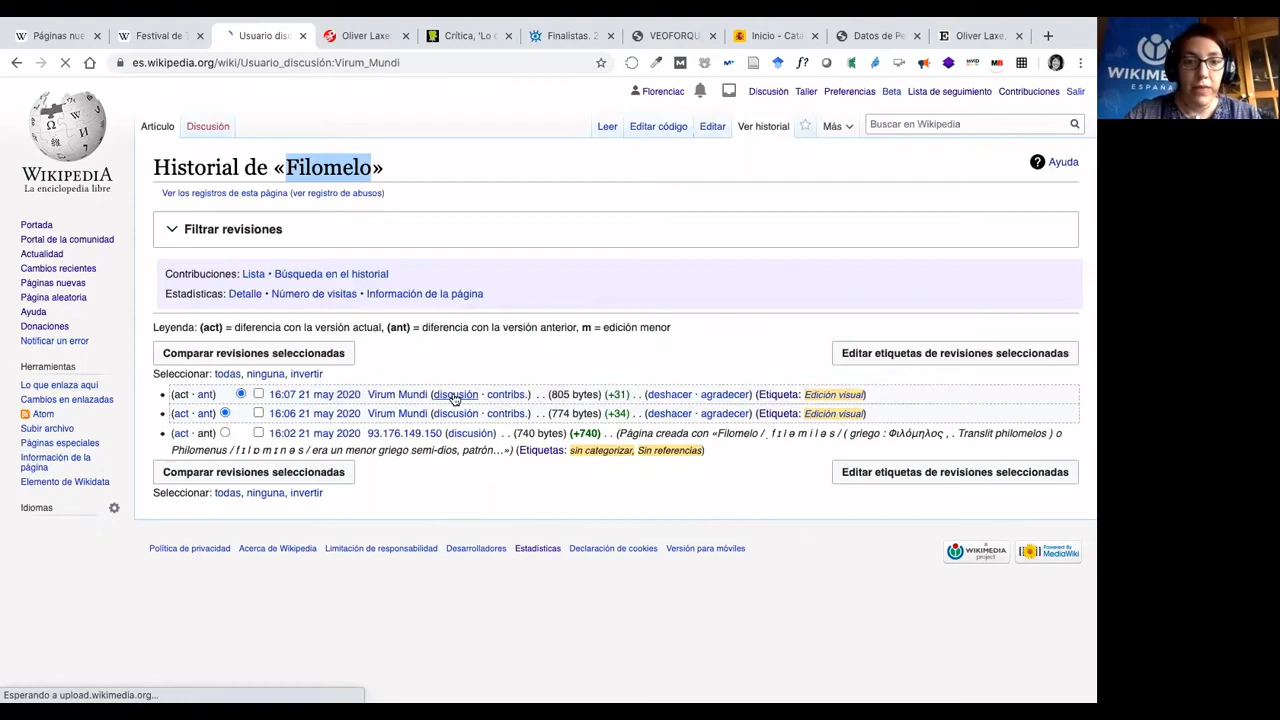 Páginas nue
Festival de T
Usuario disc
Oliver Laxe,
Crítica, 'Lo
Finalistas. 2
VEOFORQU
Inicio - Catá
Datos de Pe
Oliver Laxe,
es.wikipedia.org/wiki/Usuario_discusión:Virum_Mundi
WIKIMEDIA
ESPAÑA
WIKIPEDIA
La enciclopedia libre
Florenciac Discusión Taller Preferencias Beta Lista de seguimiento Contribuciones Salir
Artículo Discusión Leer Editar código Editar Ver historial Más Buscar en Wikipedia
Historial de «Filomelo»
Ayuda
Ver los registros de esta página (ver registro de abusos)
Filtrar revisiones
Contribuciones: Lista • Búsqueda en el historial
Estadísticas: Detalle • Número de visitas • Información de la página
Leyenda: (act) = diferencia con la versión actual, (ant) = diferencia con la versión anterior, m = edición menor
Comparar revisiones seleccionadas
Editar etiquetas de revisiones seleccionadas
Seleccionar: todas, ninguna, invertir
(act · ant) 16:07 21 may 2020 Virum Mundi (discusión · contribs.) . . (805 bytes) (+31) . . (deshacer · agradecer) (Etiqueta: Edición visual)
(act · ant) 16:06 21 may 2020 Virum Mundi (discusión · contribs.) . . (774 bytes) (+34) . . (deshacer · agradecer) (Etiqueta: Edición visual)
(act · ant) 16:02 21 may 2020 93.176.149.150 (discusión) . . (740 bytes) (+740) . . (Página creada con «Filomelo / ˌ f ɪ l ə m i l ə s / ( griego : Φιλόμηλος , . Translit philomelos ) o
Philomenus / f ɪ l ɒ m ɪ n ə s / era un menor griego semi-dios, patrón...») (Etiquetas: sin categorizar, Sin referencias)
Comparar revisiones seleccionadas
Editar etiquetas de revisiones seleccionadas
Seleccionar: todas, ninguna, invertir
Portada
Portal de la comunidad
Actualidad
Cambios recientes
Páginas nuevas
Página aleatoria
Ayuda
Donaciones
Notificar un error
Herramientas
Lo que enlaza aquí
Cambios en enlazadas
Atom
Subir archivo
Páginas especiales
Información de la
página
Elemento de Wikidata
Idiomas
Política de privacidad Acerca de Wikipedia Limitación de responsabilidad Desarrolladores Estadísticas Declaración de cookies Versión para móviles
a
WIKIMEDIA
project
Powered By
MediaWiki
Esperando a upload.wikimedia.org...